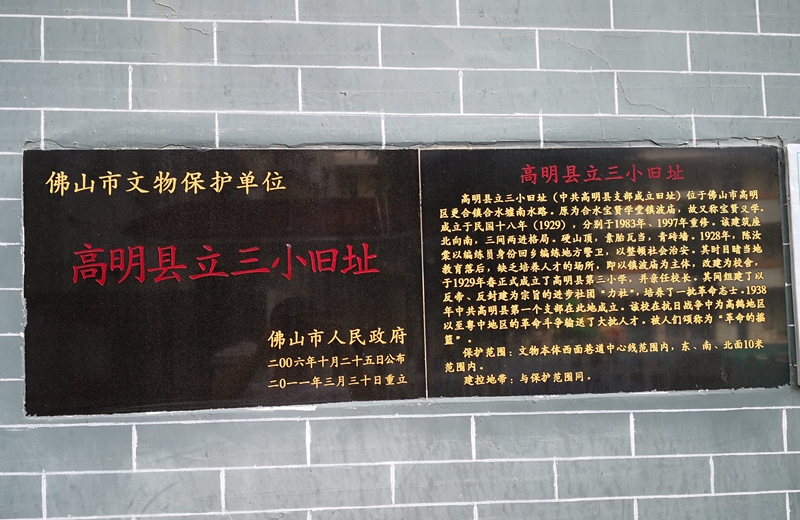 佛山市文物保护单位
高明县立三小旧址
佛山市人民政府
二00六年十月二十五日公布
二0一一年三月三十日重立
高明县立三小旧址
高明县立三小旧址（中共高明县支部成立旧址）位于佛山市高明
区更合镇合水墟南水路。原为合水宝贤学堂镇波庙，故又称宝贤义学。
成立于民国十八年（1929），分别于1983年、1997年重修。该建筑座
北向南，三间两进格局。硬山顶，素胎瓦当，青砖墙。1928年，陈汝
棠以编练员身份回乡编练地方警卫，以整顿社会治安。其时目睹当地
教育落后，缺乏培养人才的场所，即以镇波庙为主体，改建为校舍，
于1929年春正式成立了高明县第三小学，并亲任校长。其间组建了以
反帝、反封建为宗旨的进步社团“力社”，培养了一批革命志士。1938
年中共高明县第一个支部在此地成立。该校在抗日战争中为高鹤地区
以至粤中地区的革命斗争输送了大批人才。被人们颂称为“革命的摇
篮”。
保护范围：文物本体西面巷道中心线范围内，东、南、北面10米
范围内。
建控地带：与保护范围同。